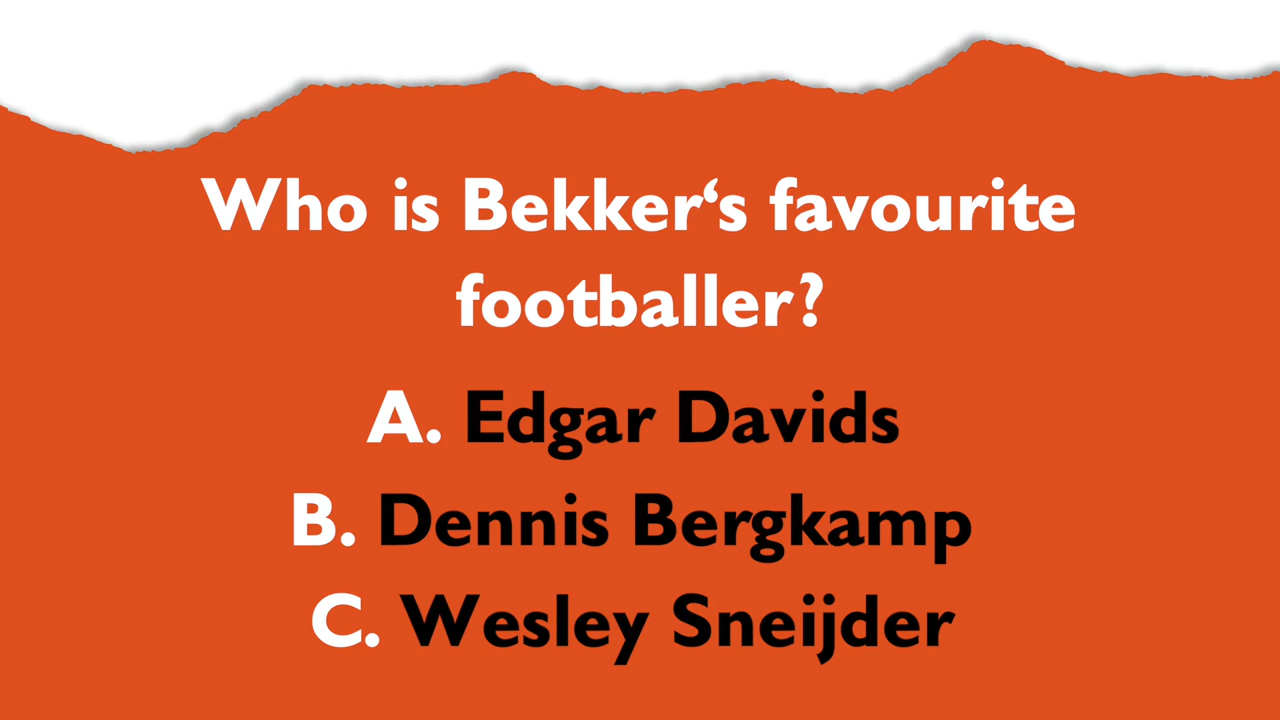 Who is Bekker‘s favourite
footballer?
A. Edgar Davids
B. Dennis Bergkamp
C. Wesley Sneijder